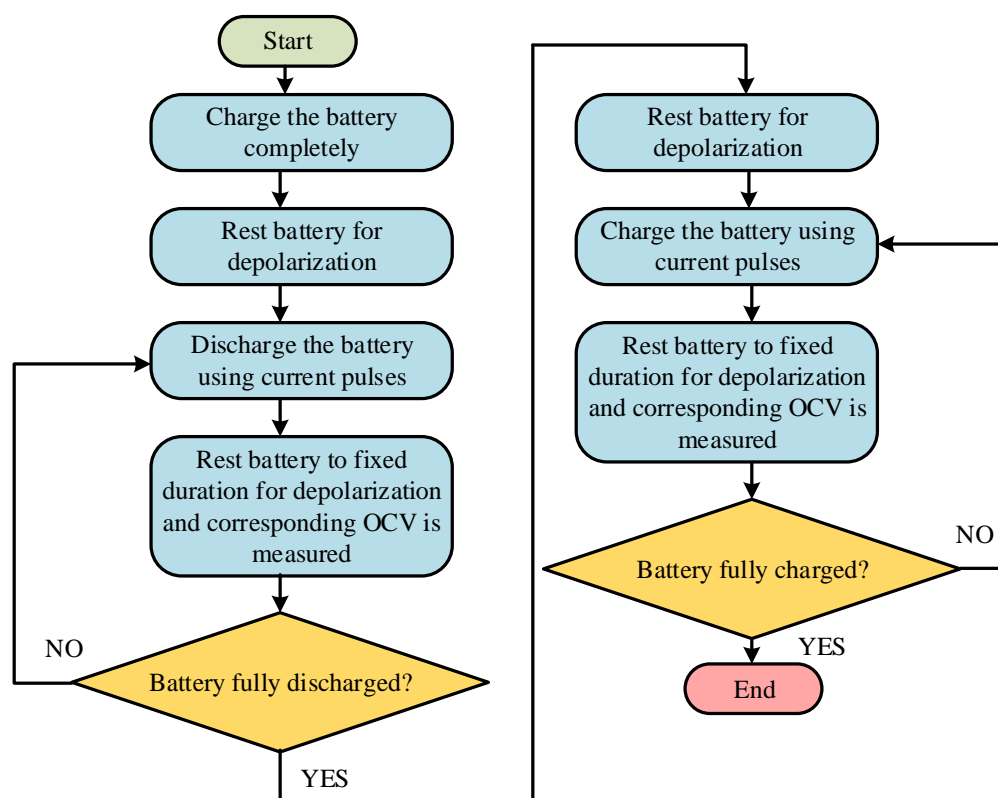 Start
Charge the battery
completely
Rest battery for
depolarization
Discharge the battery
using current pulses
Rest battery to fixed
duration for depolarization
and corresponding OCV is
measured
NO
Battery fully discharged?
YES
Rest battery for
depolarization
Charge the battery using
current pulses
Rest battery to fixed
duration for depolarization
and corresponding OCV is
measured
NO
Battery fully charged?
YES
End